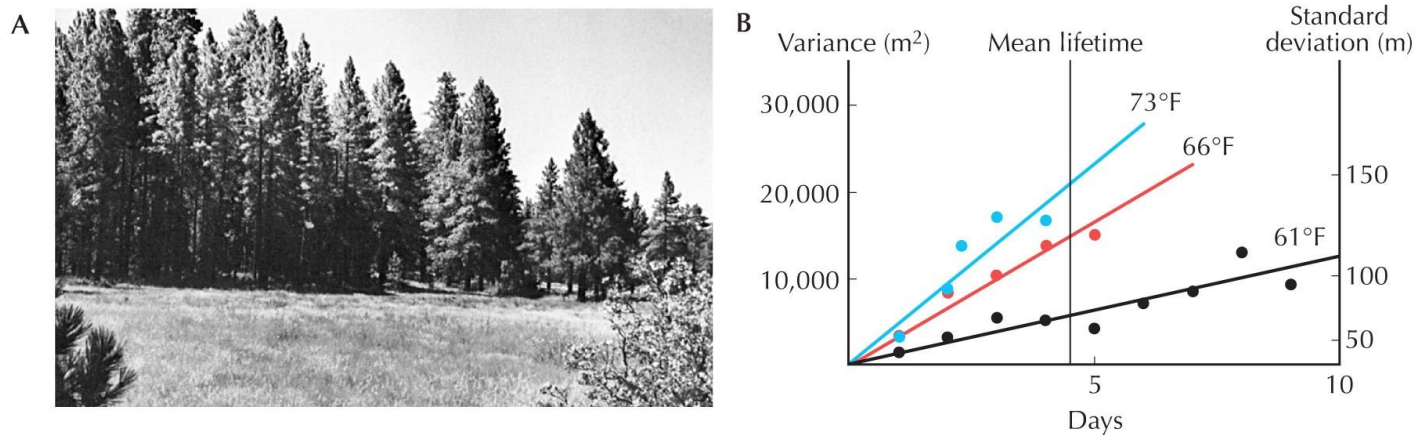 A
B
Variance (m²)
Mean lifetime
Standard
deviation (m)
30,000
20,000
10,000
73°F
66°F
61°F
150
100
50
5
10
Days